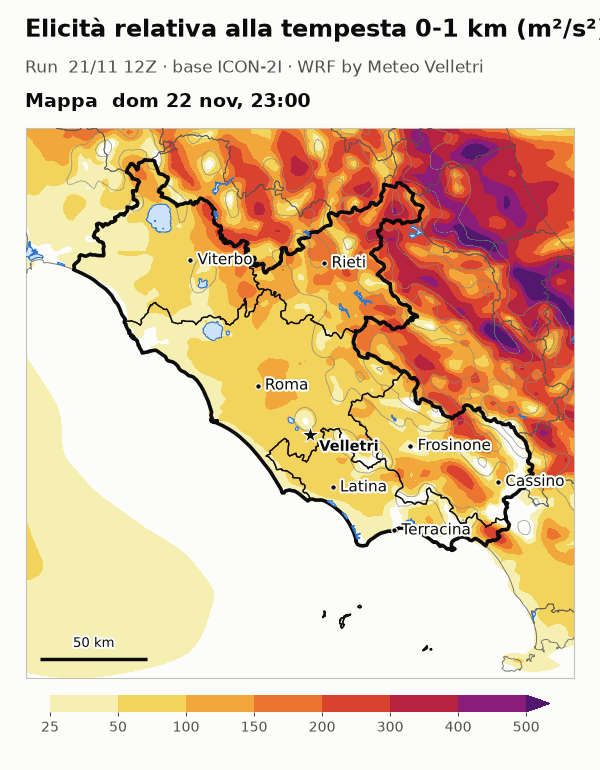 Elicità relativa alla tempesta 0-1 km (m²/s²)
Run 21/11 12Z · base ICON-2I · WRF by Meteo Velletri
Mappa dom 22 nov, 23:00
Viterbo
Rieti
Roma
Velletri
Frosinone
Cassino
Latina
Terracina
50 km
25 50 100 150 200 300 400 500